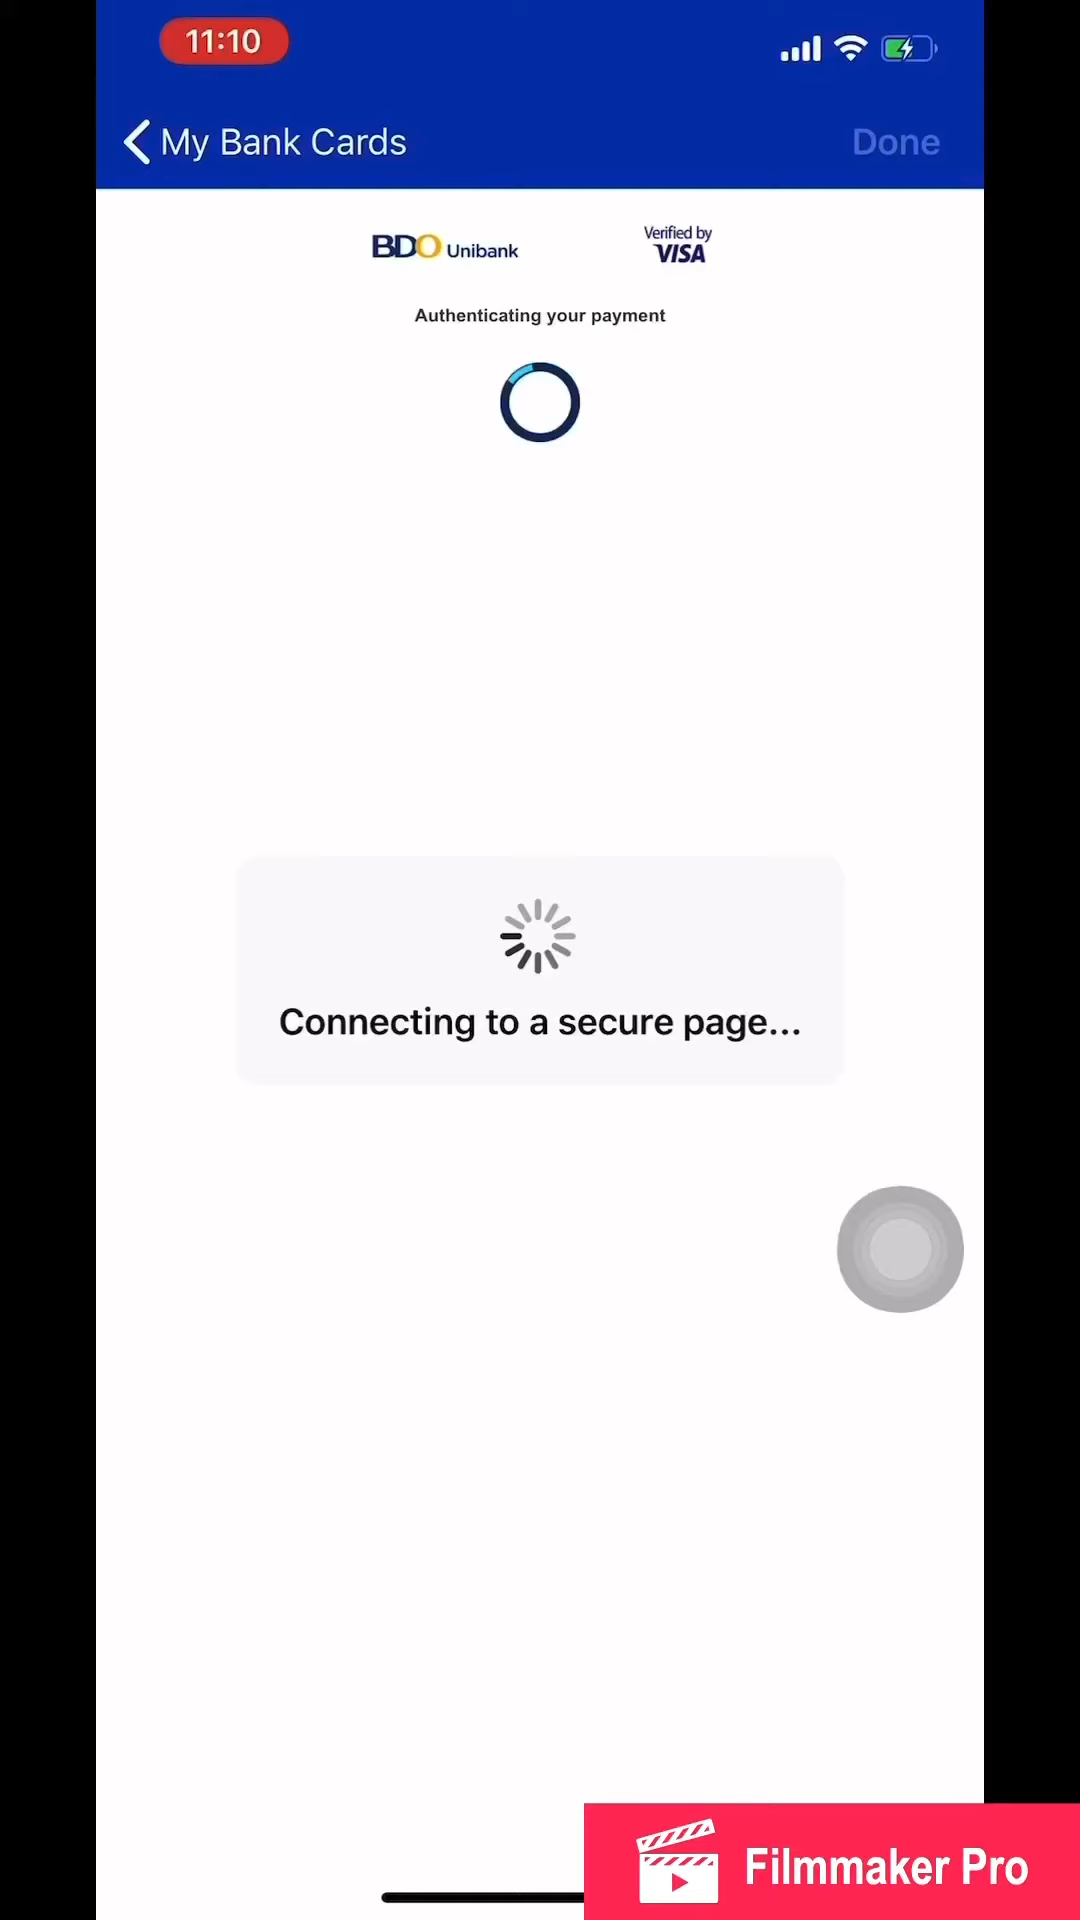 11:10
My Bank Cards
Done
BDO Unibank
Verified by
VISA
Authenticating your payment
Connecting to a secure page...
Filmmaker Pro